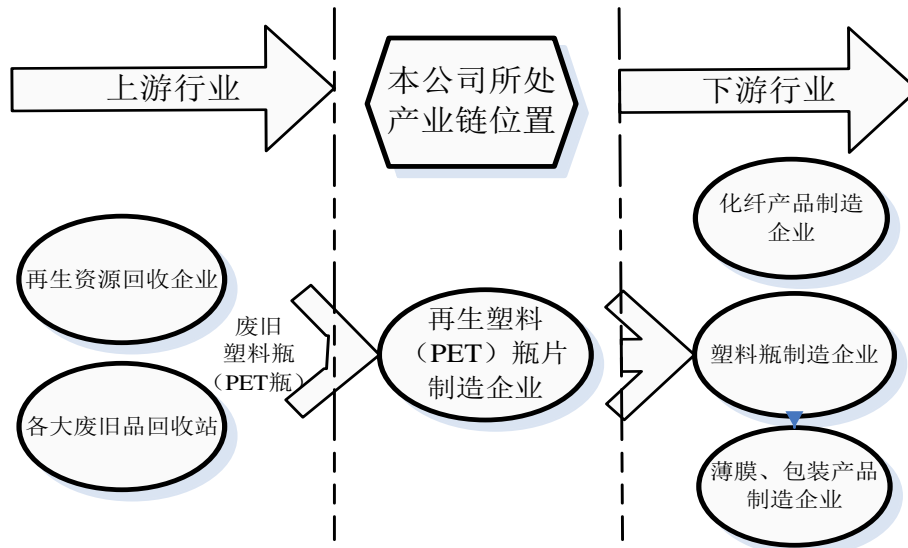 上游行业
本公司所处
产业链位置
下游行业
再生资源回收企业
各大废旧品回收站
废旧
塑料瓶
（PET瓶）
再生塑料
（PET）瓶片
制造企业
化纤产品制造
企业
塑料瓶制造企业
薄膜、包装产品
制造企业